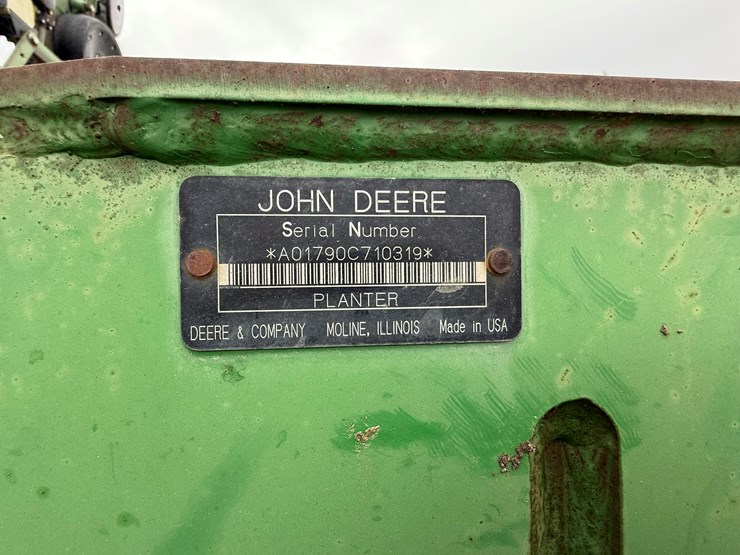 JOHN DEERE
Serial Number
*A01790C710319*
PLANTER
DEERE & COMPANY MOLINE, ILLINOIS Made in USA